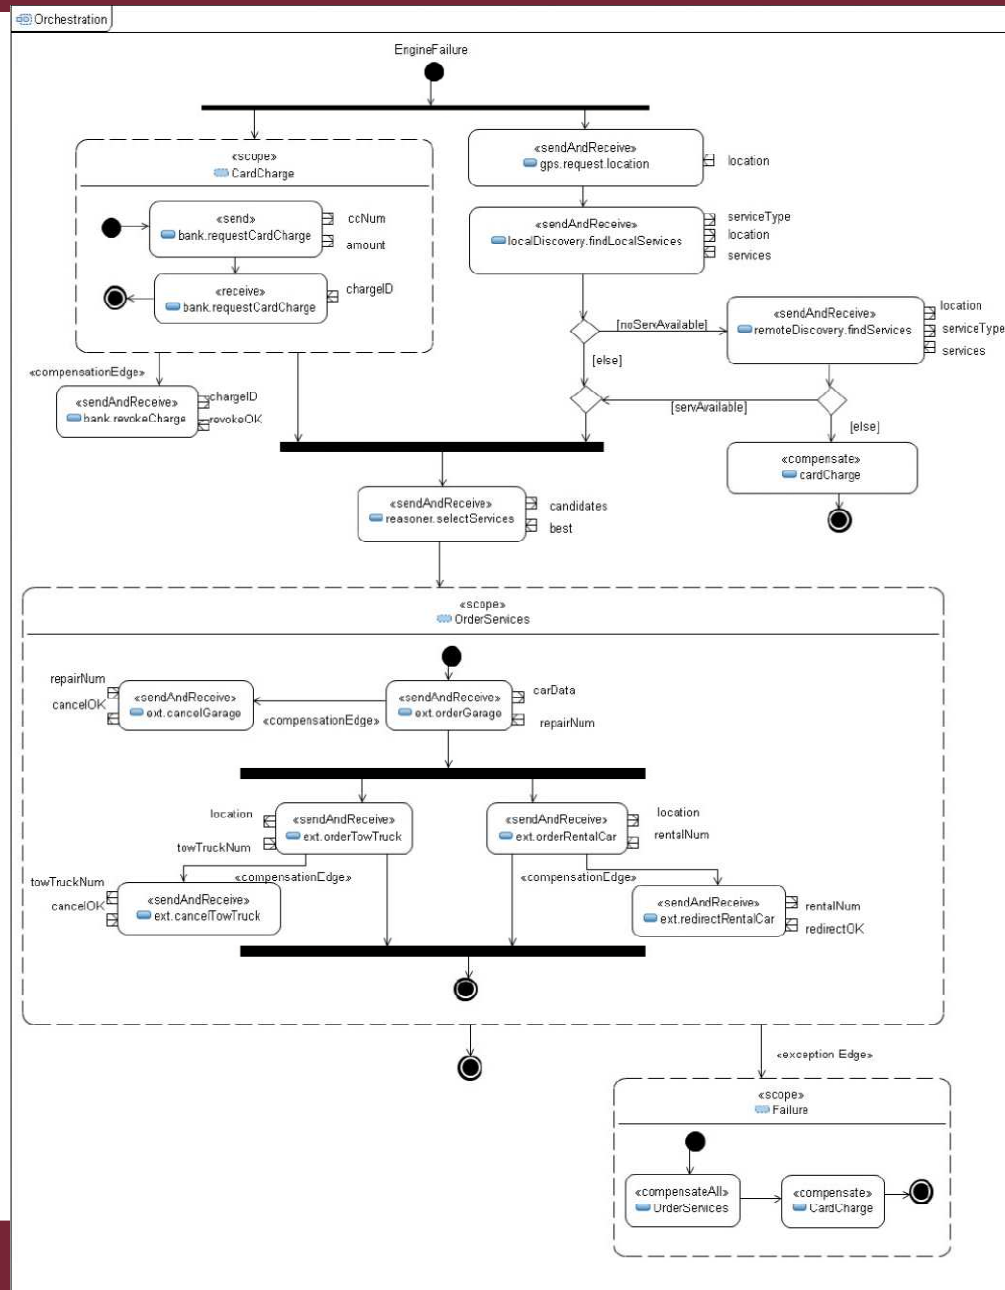 Orchestration
EngineFailure
«scope»
CardCharge
«send»
bank.requestCardCharge
ccNum
amount
«receive»
bank.requestCardCharge
chargeID
«compensationEdge»
«sendAndReceive»
bank.revokeCharge
chargeID
revokeOK
«sendAndReceive»
gps.request.location
location
«sendAndReceive»
localDiscovery.findLocalServices
serviceType
location
services
[noServAvailable]
[else]
«sendAndReceive»
remoteDiscovery.findServices
location
serviceType
services
[servAvailable]
[else]
«compensate»
cardCharge
«sendAndReceive»
reasoner.selectServices
candidates
best
«scope»
OrderServices
repairNum
cancelOK
«sendAndReceive»
ext.cancelGarage
«compensationEdge»
«sendAndReceive»
ext.orderGarage
carData
repairNum
location
towTruckNum
«sendAndReceive»
ext.orderTowTruck
«sendAndReceive»
ext.orderRentalCar
location
rentalNum
towTruckNum
cancelOK
«compensationEdge»
«sendAndReceive»
ext.cancelTowTruck
«compensationEdge»
«sendAndReceive»
ext.redirectRentalCar
rentalNum
redirectOK
«exception Edge»
«scope»
Failure
«compensateAll»
OrderServices
«compensate»
CardCharge